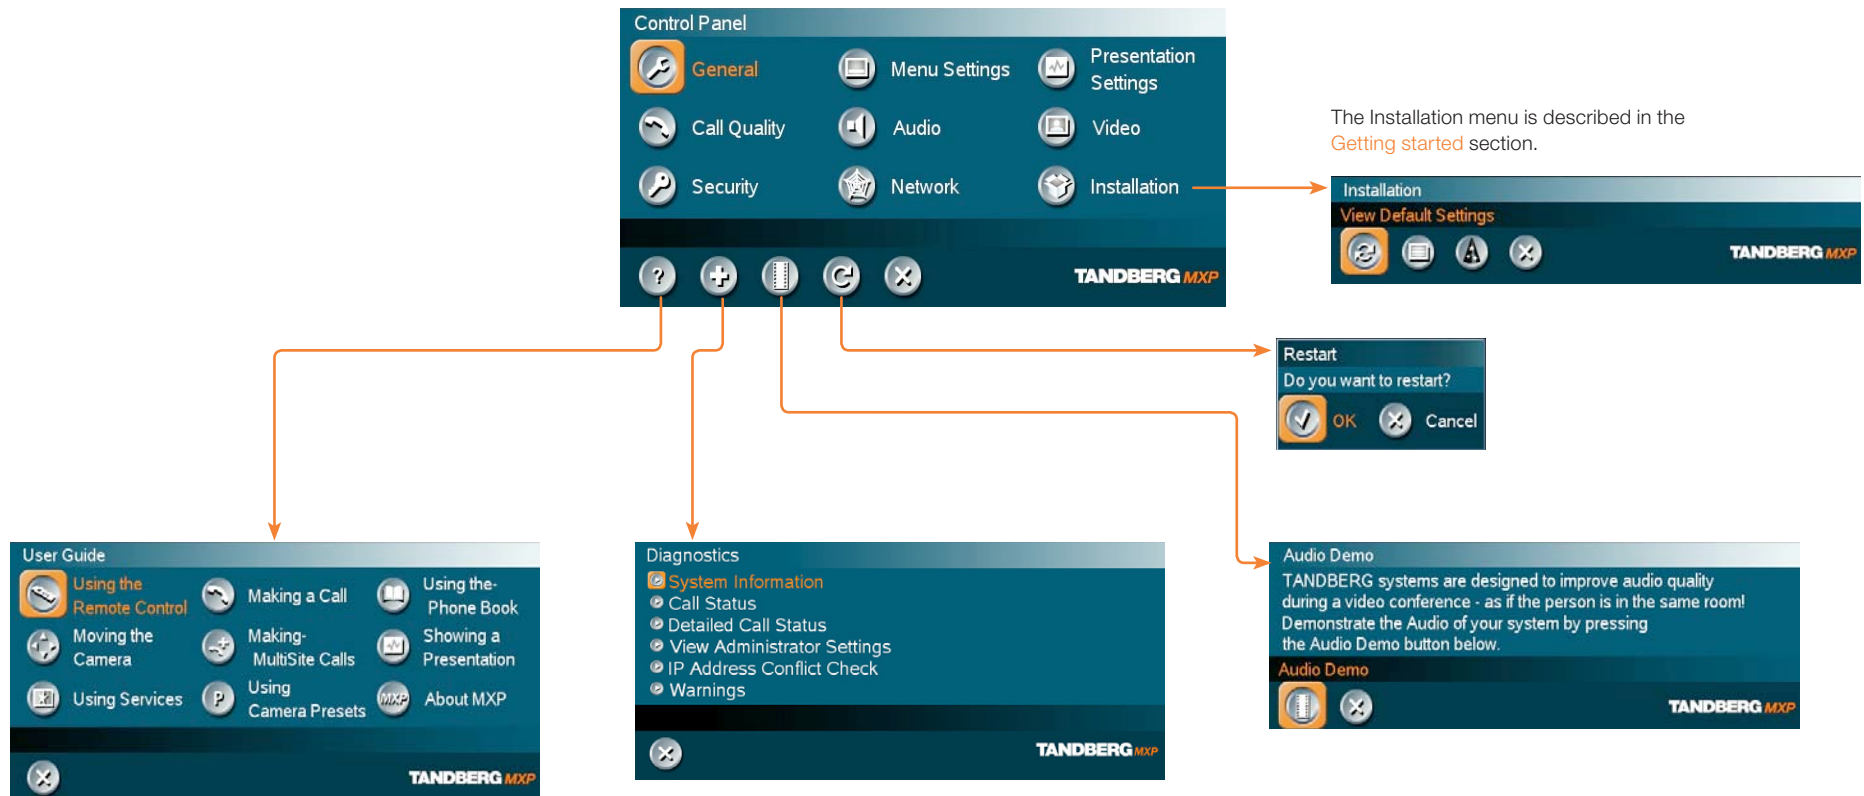 Control Panel
General
Menu Settings
Presentation
Settings
Call Quality
Audio
Video
Security
Network
Installation
?
TANDBERG MXP
The Installation menu is described in the
Getting started section.
Installation
View Default Settings
TANDBERG MXP
Restart
Do you want to restart?
OK
Cancel
User Guide
Using the
Remote Control
Making a Call
Using the-
Phone Book
Moving the
Camera
Making-
MultiSite Calls
Showing a
Presentation
Using Services
P
Using
Camera Presets
MXP
About MXP
TANDBERG MXP
Diagnostics
System Information
Call Status
Detailed Call Status
View Administrator Settings
IP Address Conflict Check
Warnings
TANDBERG MXP
Audio Demo
TANDBERG systems are designed to improve audio quality
during a video conference - as if the person is in the same room!
Demonstrate the Audio of your system by pressing
the Audio Demo button below.
Audio Demo
TANDBERG MXP